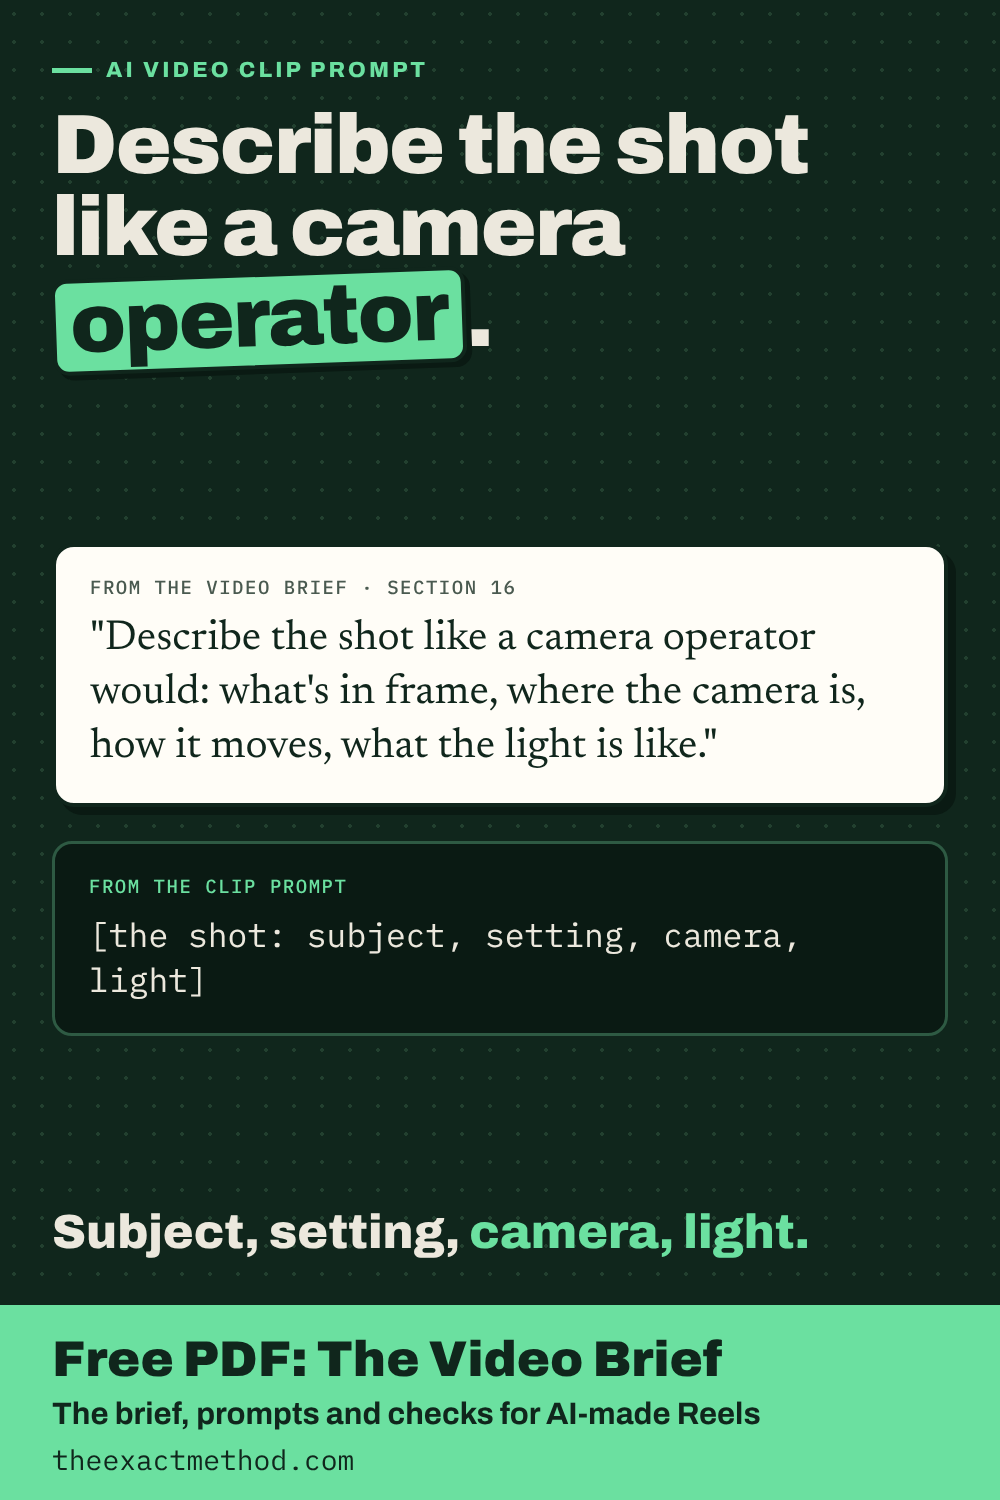 AI VIDEO CLIP PROMPT
Describe the shot
like a camera
operator.
FROM THE VIDEO BRIEF · SECTION 16
"Describe the shot like a camera operator
would: what's in frame, where the camera is,
how it moves, what the light is like."
FROM THE CLIP PROMPT
[the shot: subject, setting, camera,
light]
Subject, setting, camera, light.
Free PDF: The Video Brief
The brief, prompts and checks for AI-made Reels
theexactmethod.com